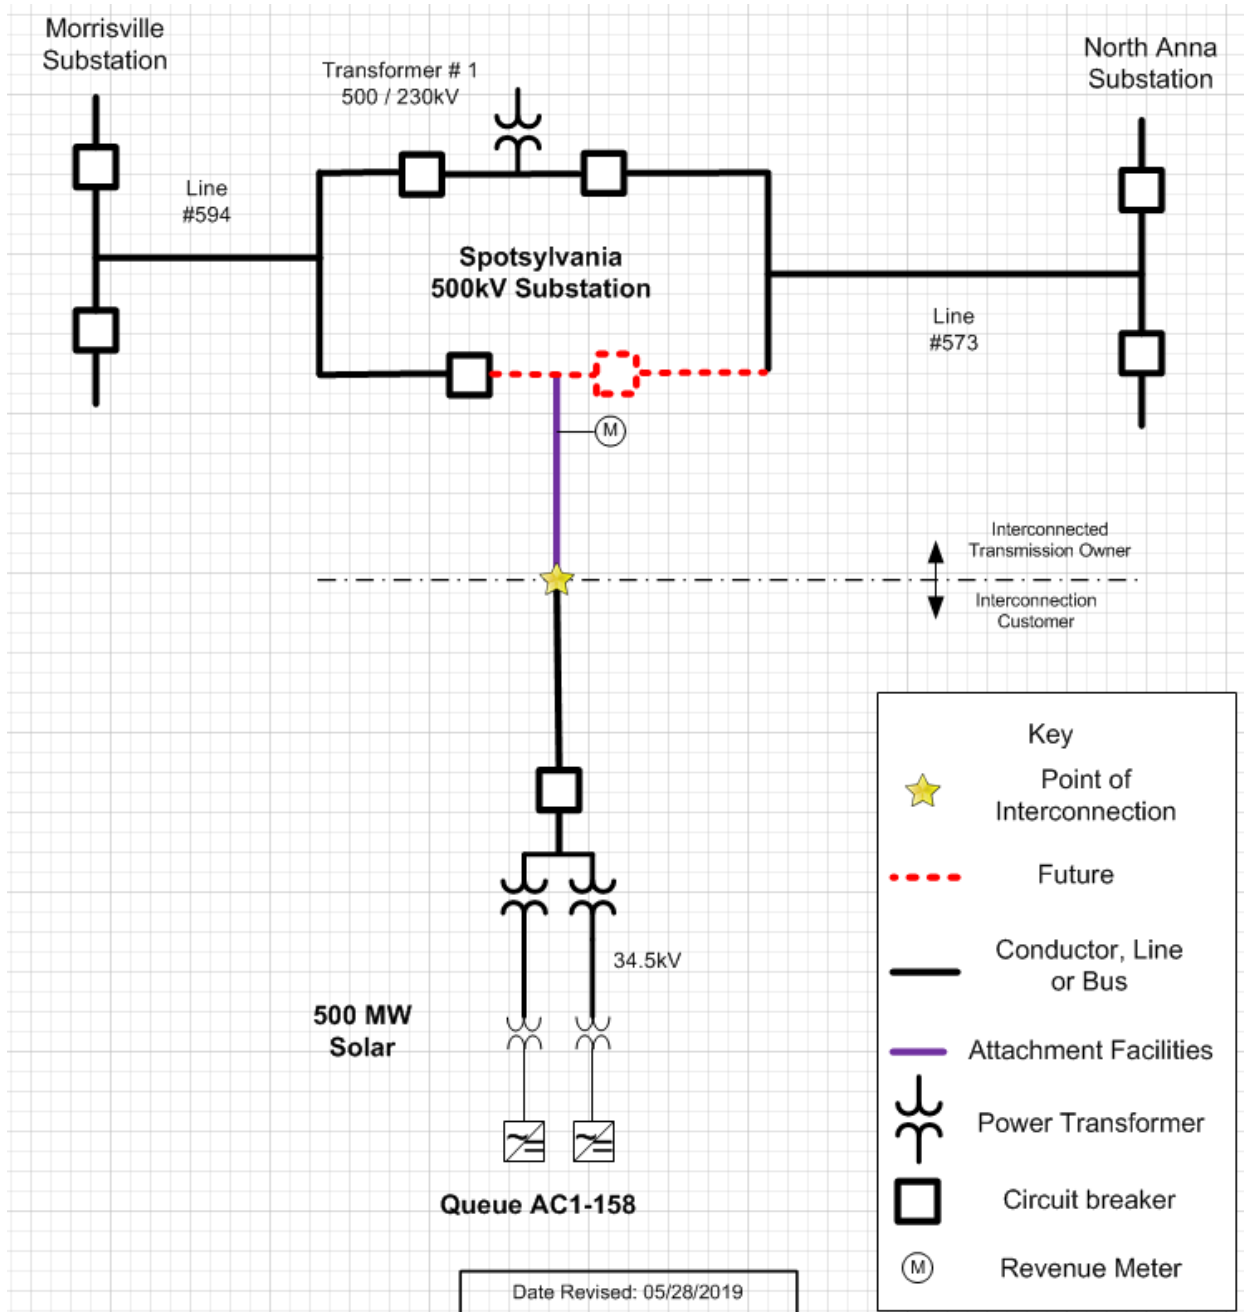 Morrisville
Substation
North Anna
Substation
Transformer # 1
500 / 230kV
Line
#594
Spotsylvania
500kV Substation
Line
#573
M
Interconnected
Transmission Owner
Interconnection
Customer
34.5kV
500 MW
Solar
Queue AC1-158
Key
Point of
Interconnection
Future
Conductor, Line
or Bus
Attachment Facilities
Power Transformer
Circuit breaker
M
Revenue Meter
Date Revised: 05/28/2019